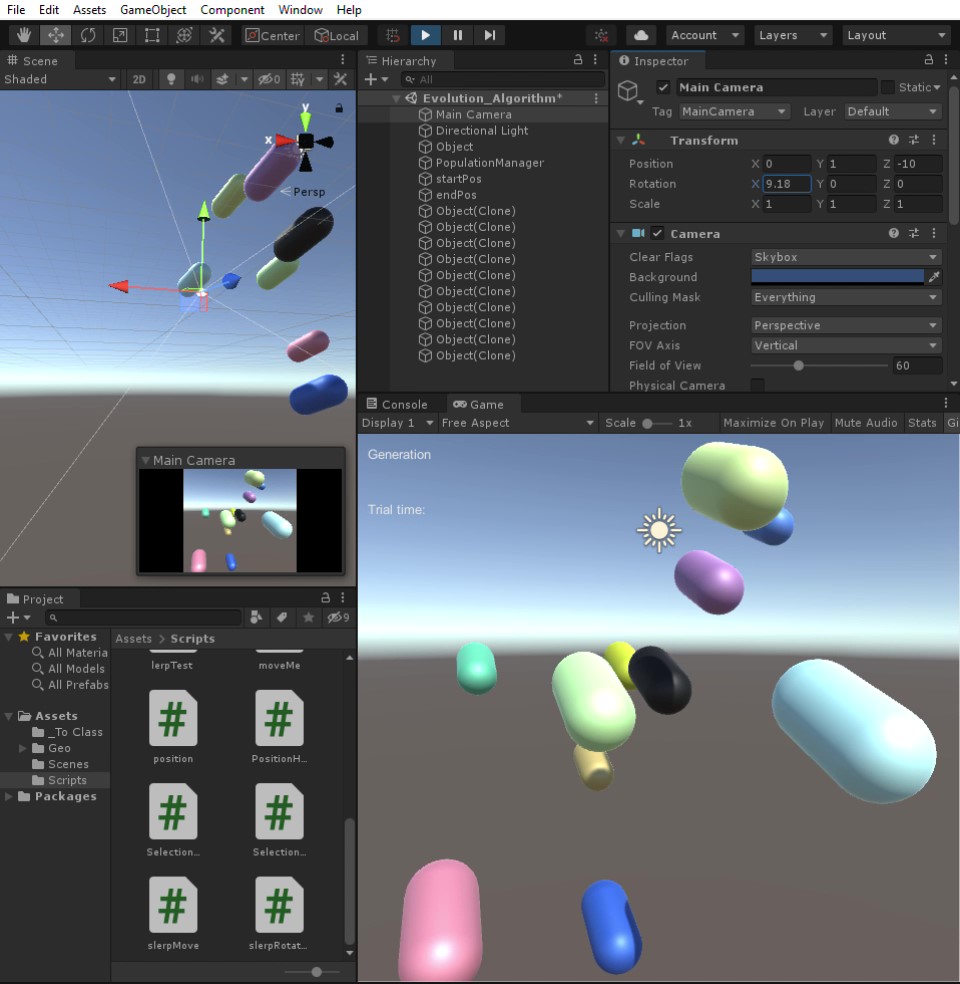 File Edit Assets GameObject Component Window Help
Center Local Account Layers Layout
Scene
Shaded 2D 0
y
x
Persp
Main Camera
Hierarchy
All
Evolution_Algorithm*
Main Camera
Directional Light
Object
PopulationManager
startPos
endPos
Object(Clone)
Object(Clone)
Object(Clone)
Object(Clone)
Object(Clone)
Object(Clone)
Object(Clone)
Object(Clone)
Object(Clone)
Object(Clone)
Inspector
Main Camera Static
Tag MainCamera Layer Default
Transform
Position X 0 Y 1 Z -10
Rotation X 9.18 Y 0 Z 0
Scale X 1 Y 1 Z 1
Camera
Clear Flags Skybox
Background
Culling Mask Everything
Projection Perspective
FOV Axis Vertical
Field of View 60
Physical Camera
Console Game
Display 1 Free Aspect Scale 1x Maximize On Play Mute Audio Stats Gi
Generation
Trial time:
Project
9
Favorites
All Materia
All Models
All Prefabs
Assets
_To Class
Geo
Scenes
Scripts
Packages
Assets > Scripts
lerpTest moveMe
position PositionH...
Selection... Selection...
slerpMove slerpRotat...